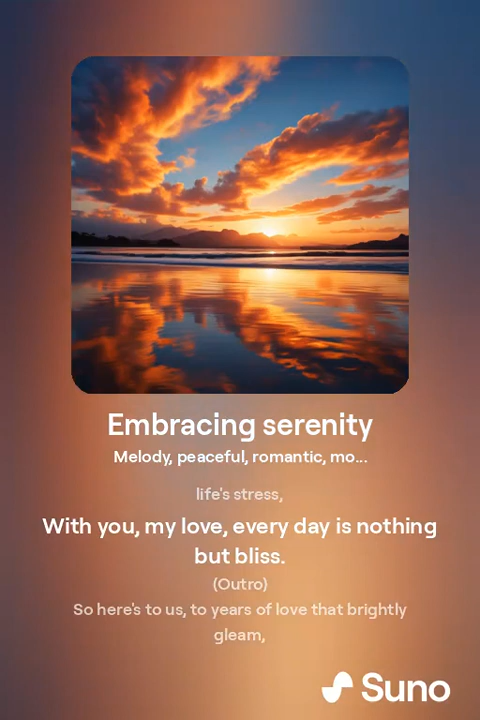 Embracing serenity
Melody, peaceful, romantic, mo...
life's stress,
With you, my love, every day is nothing
but bliss.
(Outro)
So here's to us, to years of love that brightly
gleam,
Suno